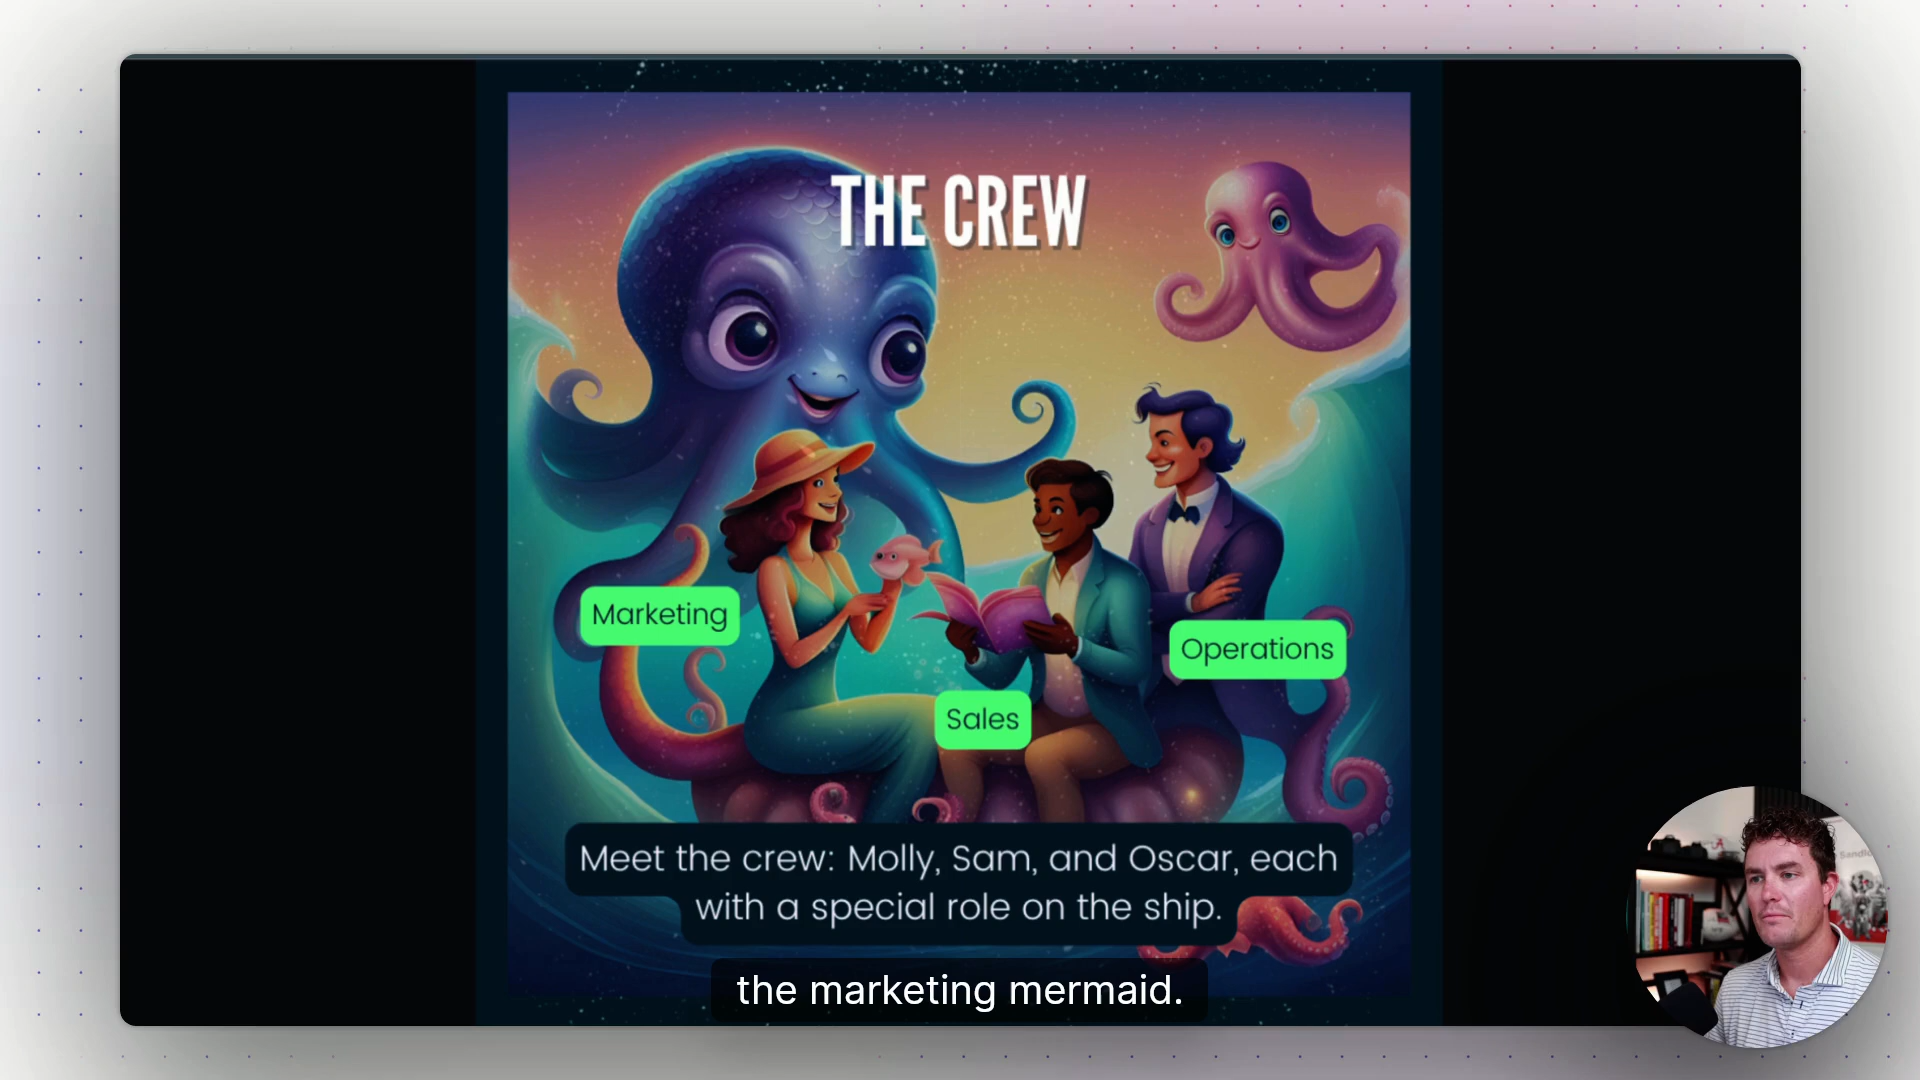 THE CREW
Marketing
Operations
Sales
Meet the crew: Molly, Sam, and Oscar, each
with a special role on the ship.
the marketing mermaid.